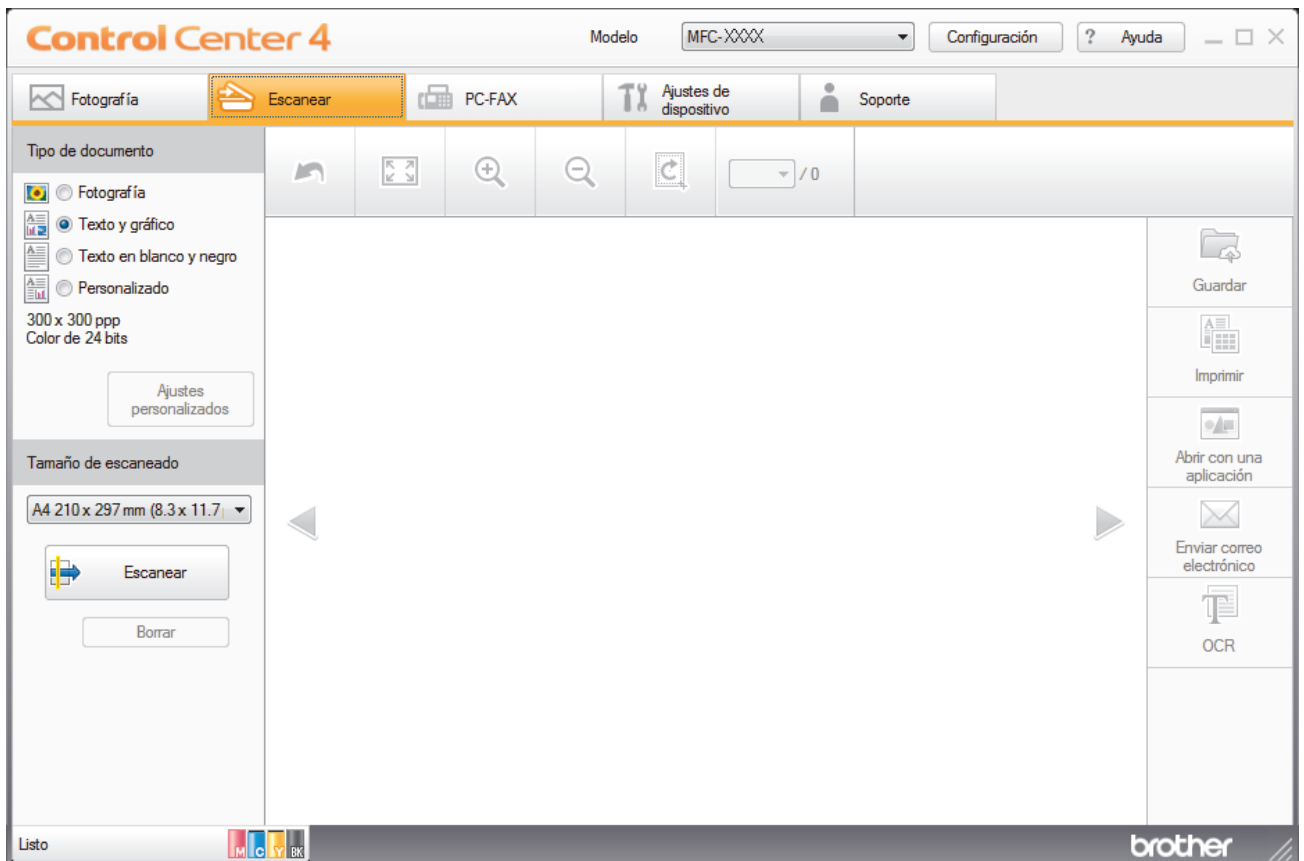 Control Center 4
Modelo
MFC-XXXX
Configuración
? Ayuda
Fotografía
Escanear
PC-FAX
Ajustes de
dispositivo
Soporte
Tipo de documento
Fotografía
Texto y gráfico
Texto en blanco y negro
Personalizado
300 x 300 ppp
Color de 24 bits
Ajustes
personalizados
Tamaño de escaneado
A4 210 x 297 mm (8.3 x 11.7
Escanear
Borrar
/ 0
Guardar
Imprimir
Abrir con una
aplicación
Enviar correo
electrónico
OCR
Listo
M C Y BK
brother